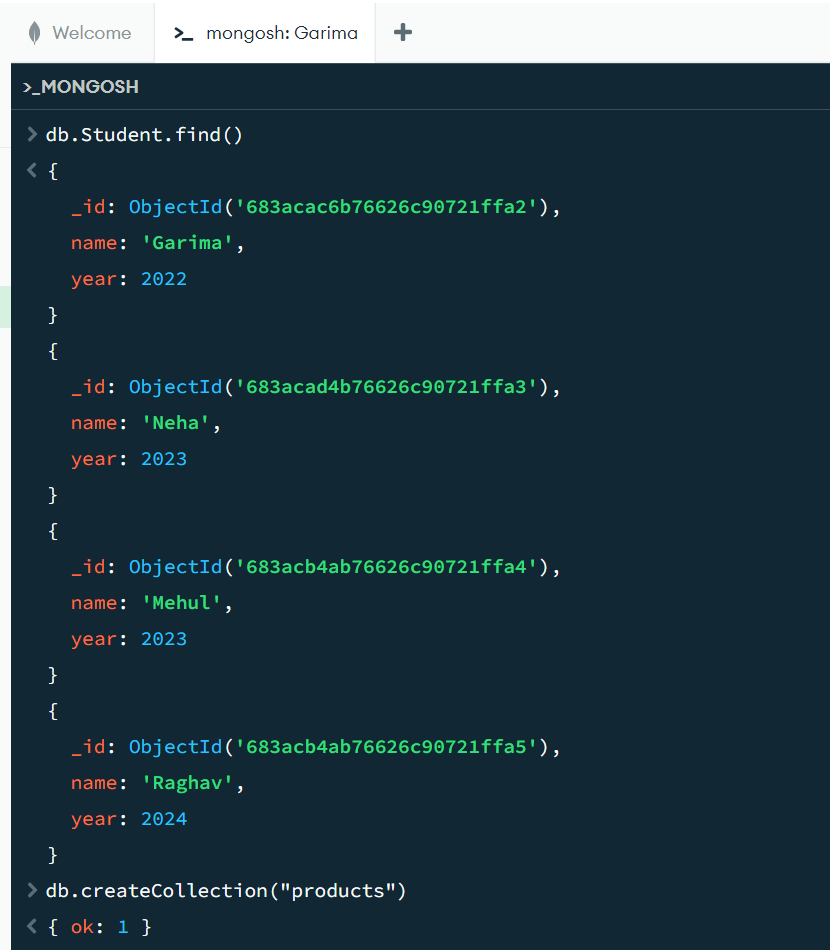 Welcome
>_ mongosh: Garima
+
>_MONGOSH
> db.Student.find()
< {
_id: ObjectId('683acac6b76626c90721ffa2'),
name: 'Garima',
year: 2022
}
{
_id: ObjectId('683acad4b76626c90721ffa3'),
name: 'Neha',
year: 2023
}
{
_id: ObjectId('683acb4ab76626c90721ffa4'),
name: 'Mehul',
year: 2023
}
{
_id: ObjectId('683acb4ab76626c90721ffa5'),
name: 'Raghav',
year: 2024
}
> db.createCollection("products")
< { ok: 1 }